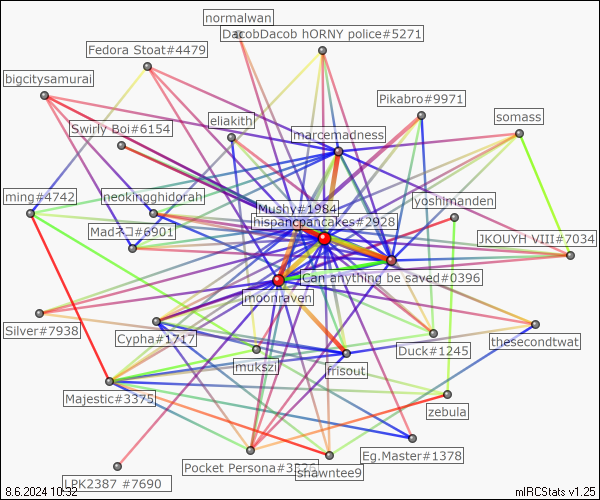 normalwan
DacobDacob hORNY police#5271
Fedora Stoat#4479
bigcitysamurai
Pikabro#9971
somass
Swirly Boi#6154
eliakith
marcemadness
ming#4742
neokingghidorah
lyoshimanden
Mushy#1984
hispancpancakes#2928
Madネコ#6901
JKOUYH VIII#7034
Can anything be saved#0396
moonraven
Silver#7938
Cypha#1717
thesecondtwat
Duck#1245
mukszi
frisout
Majestic#3375
zebula
Eg.Master#1378
Pocket Persona#3326
shawntee9
LPK2387 #7690
8.6.2024 10:32
mIRCStats v1.25